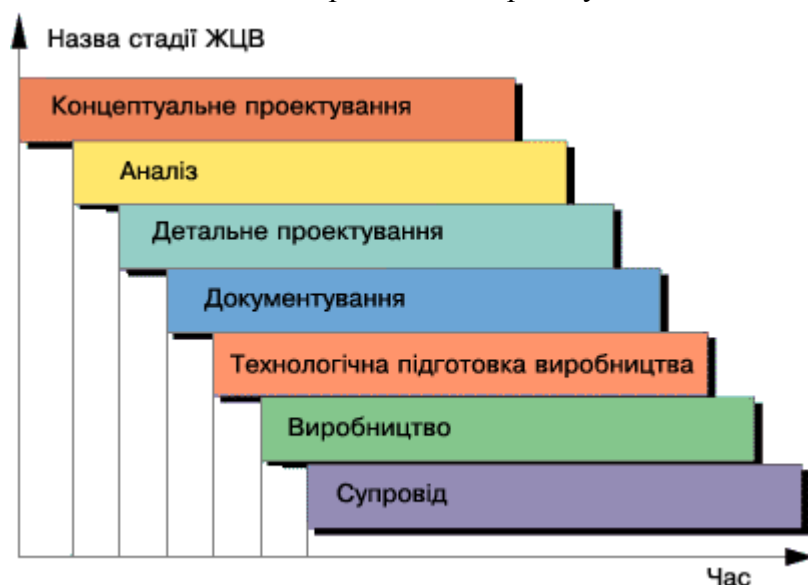 Назва стадії ЖЦВ
Концептуальне проектування
Аналіз
Детальне проектування
Документування
Технологічна підготовка виробництва
Виробництво
Супровід
Час